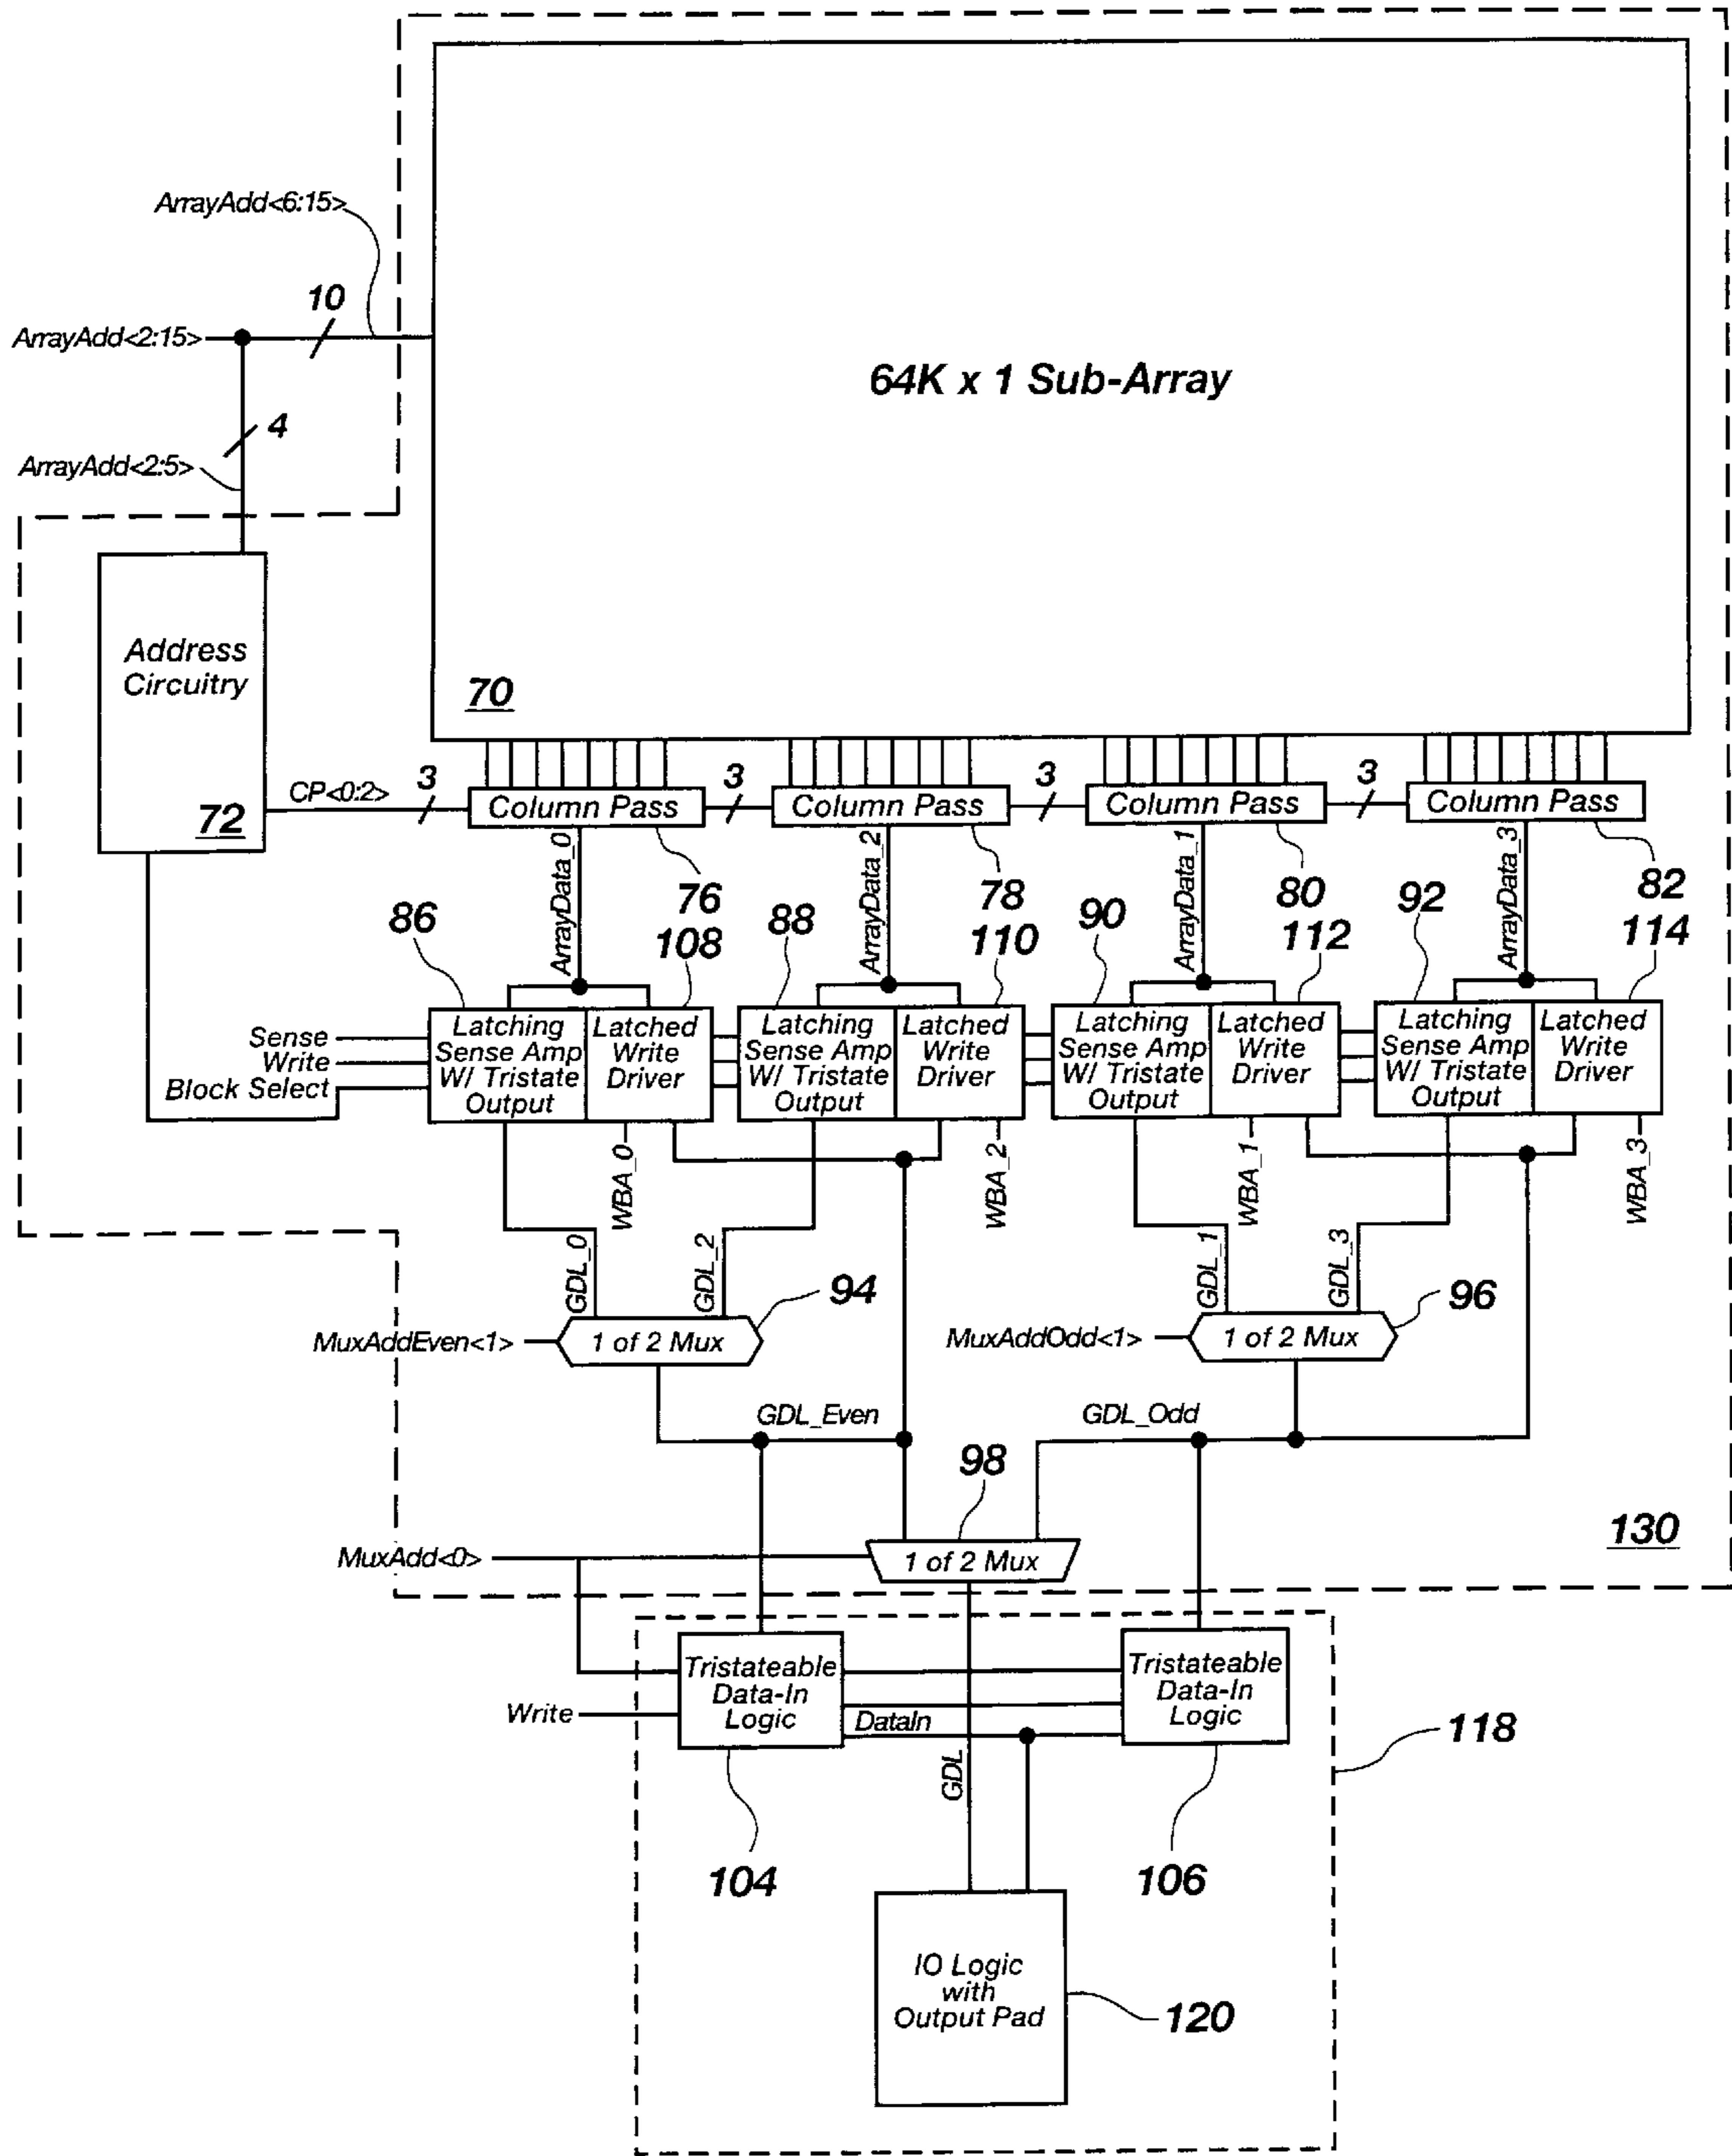 ArrayAdd<6:15>
10
ArrayAdd<2:15>
64K x 1 Sub-Array
4
ArrayAdd<2:5>
Address
Circuitry
70
72
CP<0:2>
3
Column Pass
3
Column Pass
3
Column Pass
3
Column Pass
ArrayData_0
ArrayData_2
ArrayData_1
ArrayData_3
76
78
80
82
86
108
88
110
90
112
92
114
Sense
Write
Block Select
Latching
Sense Amp
W/ Tristate
Output
Latched
Write
Driver
Latching
Sense Amp
W/ Tristate
Output
Latched
Write
Driver
Latching
Sense Amp
W/ Tristate
Output
Latched
Write
Driver
Latching
Sense Amp
W/ Tristate
Output
Latched
Write
Driver
WBA_0
WBA_2
WBA_1
WBA_3
GDL_0
GDL_2
GDL_1
GDL_3
94
96
MuxAddEven<1>
1 of 2 Mux
MuxAddOdd<1>
1 of 2 Mux
GDL_Even
GDL_Odd
98
130
MuxAdd<0>
1 of 2 Mux
Tristateable
Data-In
Logic
Tristateable
Data-In
Logic
Write
DataIn
118
GDL
104
106
IO Logic
with
Output Pad
120